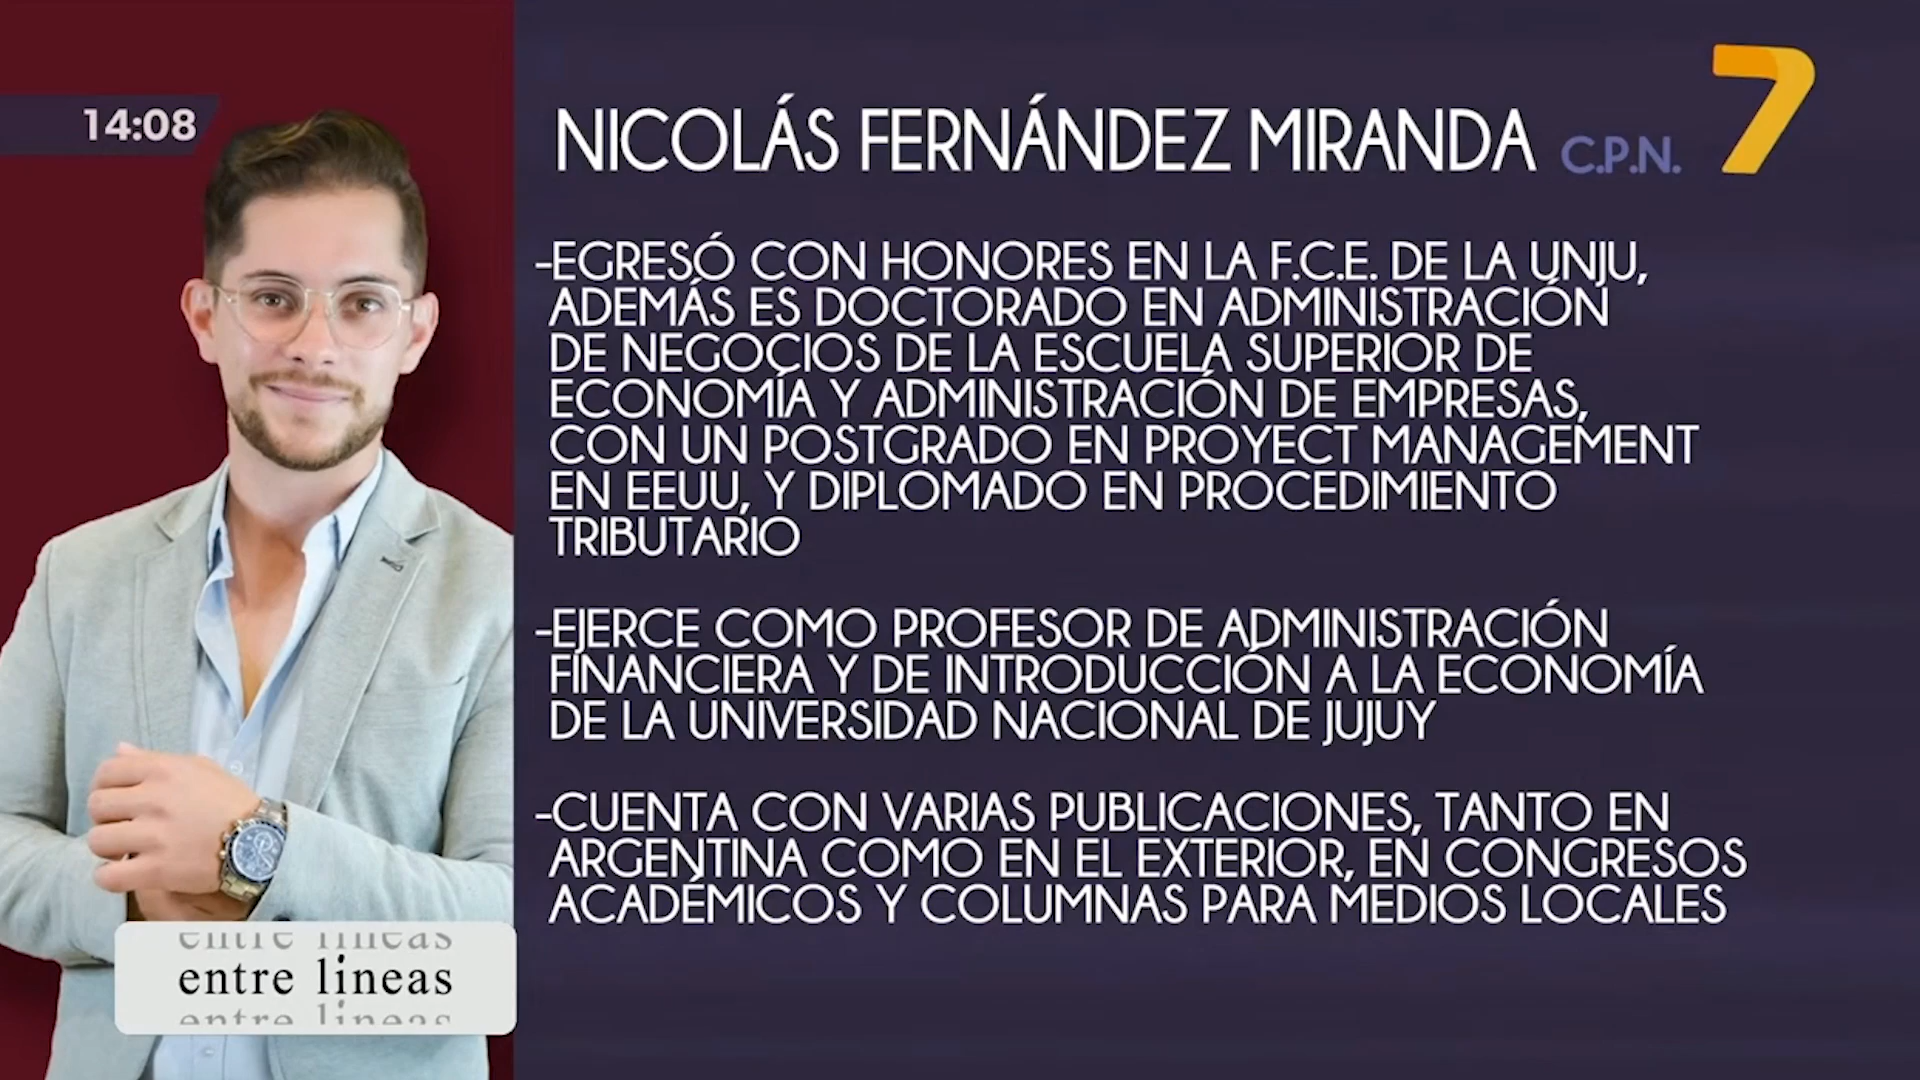 14:08
7
NICOLÁS FERNÁNDEZ MIRANDA C.P.N.
-EGRESÓ CON HONORES EN LA F.C.E. DE LA UNJU,
ADEMÁS ES DOCTORADO EN ADMINISTRACIÓN
DE NEGOCIOS DE LA ESCUELA SUPERIOR DE
ECONOMÍA Y ADMINISTRACIÓN DE EMPRESAS,
CON UN POSTGRADO EN PROYECT MANAGEMENT
EN EEUU, Y DIPLOMADO EN PROCEDIMIENTO
TRIBUTARIO
-EJERCE COMO PROFESOR DE ADMINISTRACIÓN
FINANCIERA Y DE INTRODUCCIÓN A LA ECONOMÍA
DE LA UNIVERSIDAD NACIONAL DE JUJUY
-CUENTA CON VARIAS PUBLICACIONES, TANTO EN
ARGENTINA COMO EN EL EXTERIOR, EN CONGRESOS
ACADÉMICOS Y COLUMNAS PARA MEDIOS LOCALES
entre lineas
entre lineas
entre lineas